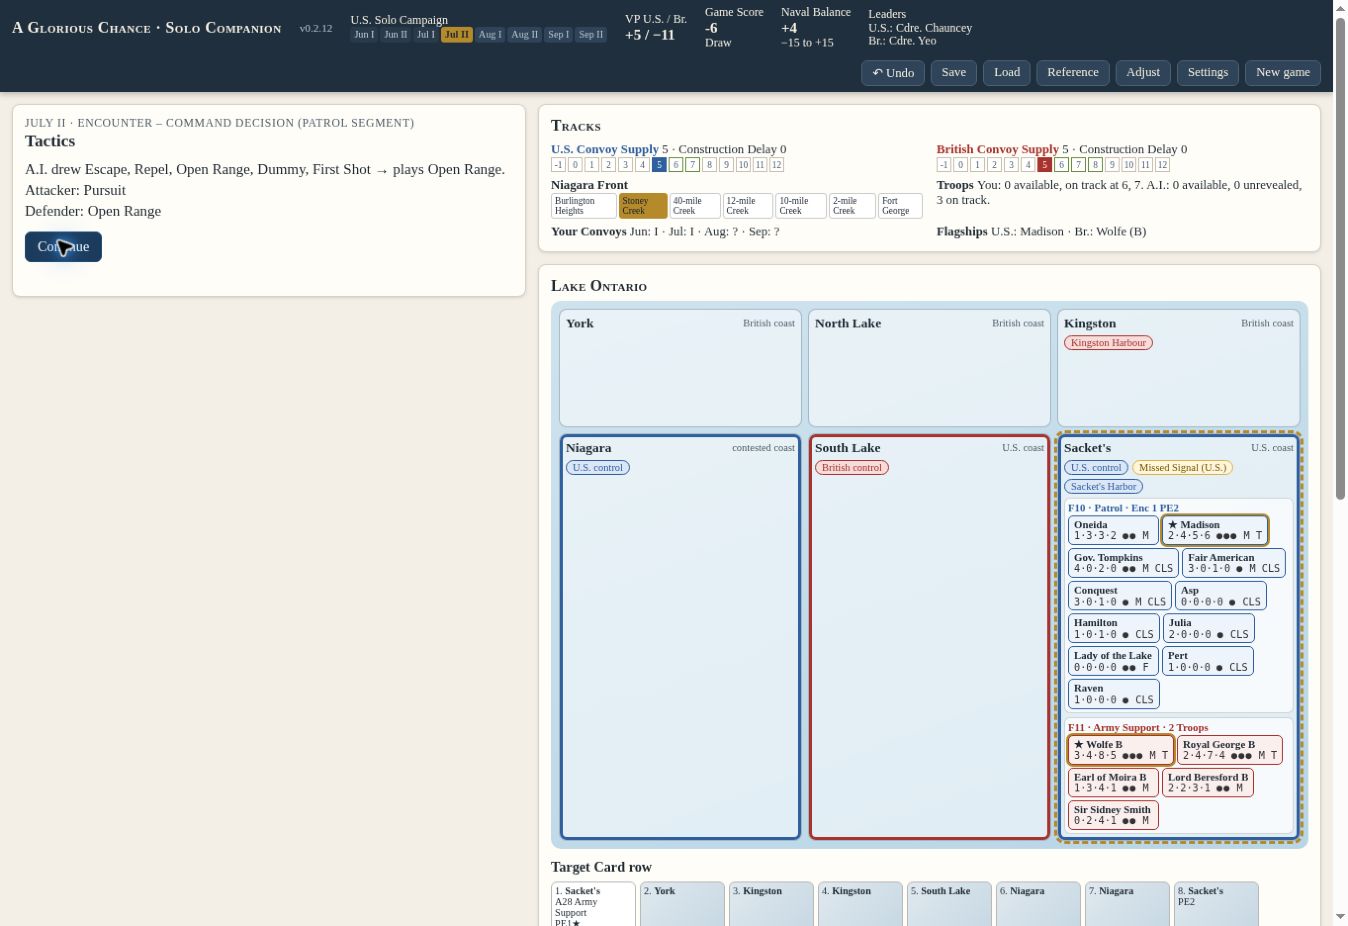 A Glorious Chance · Solo Companion
v0.2.12
U.S. Solo Campaign
Jun I Jun II Jul I Jul II Aug I Aug II Sep I Sep II
VP U.S. / Br.
+5 / −11
Game Score
-6
Draw
Naval Balance
+4
−15 to +15
Leaders
U.S.: Cdre. Chauncey
Br.: Cdre. Yeo
↶ Undo Save Load Reference Adjust Settings New game
JULY II · ENCOUNTER – COMMAND DECISION (PATROL SEGMENT)
Tactics
A.I. drew Escape, Repel, Open Range, Dummy, First Shot → plays Open Range.
Attacker: Pursuit
Defender: Open Range
Tracks
U.S. Convoy Supply 5 · Construction Delay 0
-1 0 1 2 3 4 5 6 7 8 9 10 11 12
Niagara Front
Burlington Heights
Stoney Creek
40-mile Creek
12-mile Creek
10-mile Creek
2-mile Creek
Fort George
Your Convoys Jun: I · Jul: I · Aug: ? · Sep: ?
British Convoy Supply 5 · Construction Delay 0
-1 0 1 2 3 4 5 6 7 8 9 10 11 12
Troops You: 0 available, on track at 6, 7. A.I.: 0 available, 0 unrevealed,
3 on track.
Flagships U.S.: Madison · Br.: Wolfe (B)
Lake Ontario
York British coast
North Lake British coast
Kingston British coast
Kingston Harbour
Niagara contested coast
U.S. control
South Lake U.S. coast
British control
Sacket's U.S. coast
U.S. control Missed Signal (U.S.)
Sacket's Harbor
F10 · Patrol · Enc 1 PE2
Oneida
1·3·3·2 ●● M
★ Madison
2·4·5·6 ●●● M T
Gov. Tompkins
4·0·2·0 ●● M CLS
Fair American
3·0·1·0 ● M CLS
Conquest
3·0·1·0 ● M CLS
Asp
0·0·0·0 ● CLS
Hamilton
1·0·1·0 ● CLS
Julia
2·0·0·0 ● CLS
Lady of the Lake
0·0·0·0 ●● F
Pert
1·0·0·0 ● CLS
Raven
1·0·0·0 ● CLS
F11 · Army Support · 2 Troops
★ Wolfe B
3·4·8·5 ●●● M T
Royal George B
2·4·7·4 ●●● M T
Earl of Moira B
1·3·4·1 ●● M
Lord Beresford B
2·2·3·1 ●● M
Sir Sidney Smith
0·2·4·1 ●● M
Target Card row
1. Sacket's
A28 Army
Support
PE1★
2. York
3. Kingston
4. Kingston
5. South Lake
6. Niagara
7. Niagara
8. Sacket's
PE2